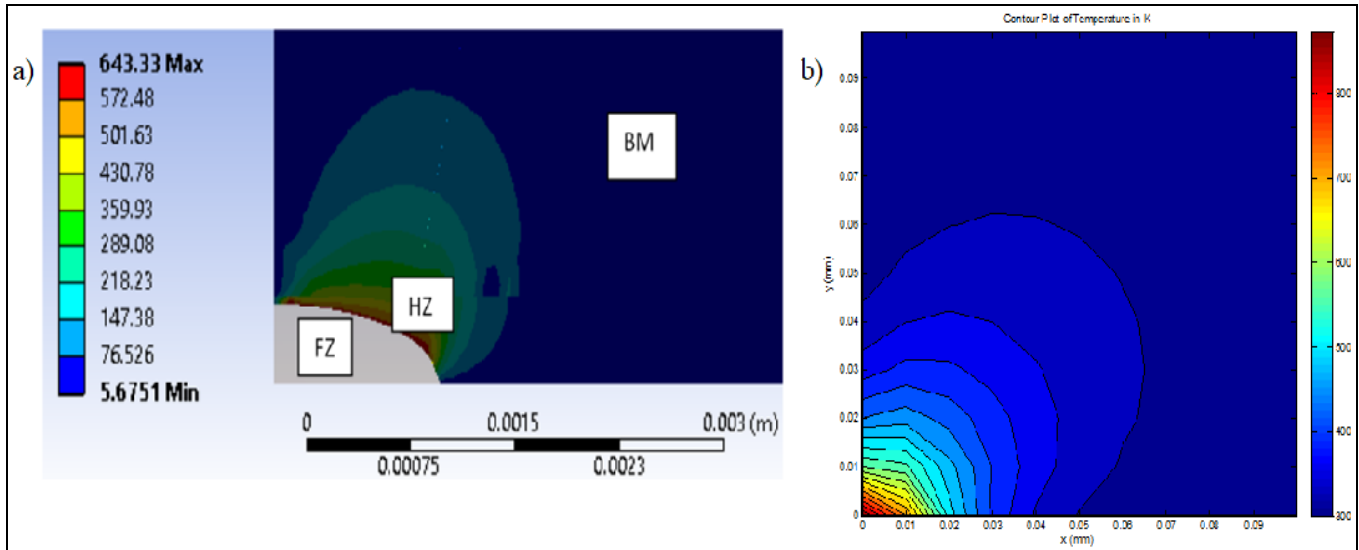 a)
643.33 Max
572.48
501.63
430.78
359.93
289.08
218.23
147.38
76.526
5.6751 Min
BM
HZ
FZ
0 0.0015 0.003 (m)
0.00075 0.0023
b)
Contour Plot of Temperature in K
0.09
0.08
0.07
0.06
0.05
0.04
0.03
0.02
0.01
0
y (mm)
0 0.01 0.02 0.03 0.04 0.05 0.06 0.07 0.08 0.09
x (mm)
800
700
600
500
400
300